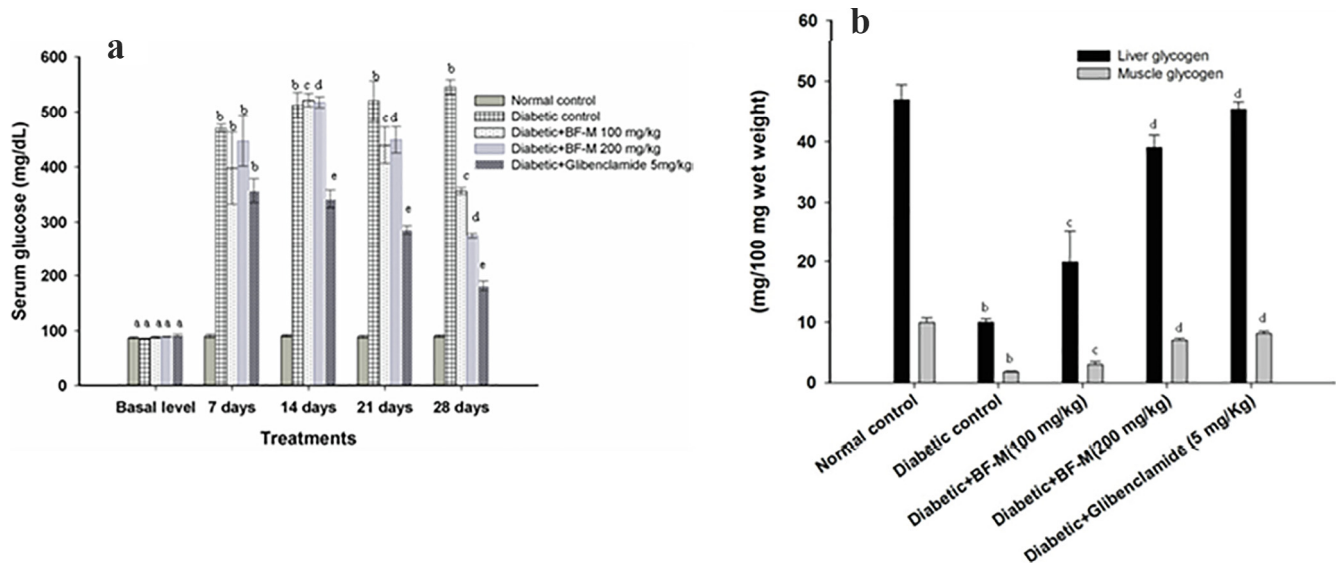 a
Serum glucose (mg/dL)
600
500
400
300
200
100
0
Normal control
Diabetic control
Diabetic+BF-M 100 mg/kg
Diabetic+BF-M 200 mg/kg
Diabetic+Glibenclamide 5mg/kg
a a a a a
b b b b
b c d e
b c d e
b c d e
Basal level 7 days 14 days 21 days 28 days
Treatments
b
(mg/100 mg wet weight)
60
50
40
30
20
10
0
Liver glycogen
Muscle glycogen
b b c c d d d d
Normal control
Diabetic control
Diabetic+BF-M(100 mg/kg)
Diabetic+BF-M(200 mg/kg)
Diabetic+Glibenclamide (5 mg/Kg)